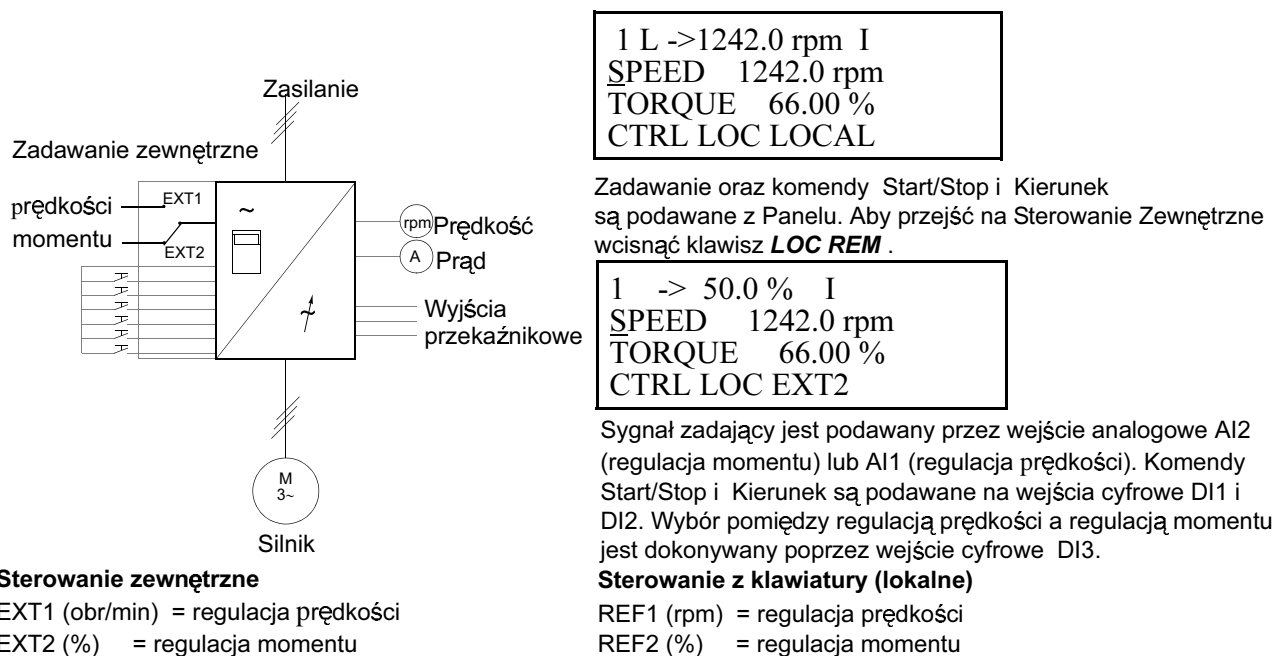 Zasilanie
Zadawanie zewnętrzne
prędkości
momentu
EXT1
EXT2
~
rpm
Prędkość
A
Prąd
Wyjścia
przekaźnikowe
~
M
3~
Silnik
1 L ->1242.0 rpm I
SPEED 1242.0 rpm
TORQUE 66.00 %
CTRL LOC LOCAL
Zadawanie oraz komendy Start/Stop i Kierunek
są podawane z Panelu. Aby przejść na Sterowanie Zewnętrzne
wcisnąć klawisz LOC REM .
1 -> 50.0 % I
SPEED 1242.0 rpm
TORQUE 66.00 %
CTRL LOC EXT2
Sygnał zadający jest podawany przez wejście analogowe AI2
(regulacja momentu) lub AI1 (regulacja prędkości). Komendy
Start/Stop i Kierunek są podawane na wejścia cyfrowe DI1 i
DI2. Wybór pomiędzy regulacją prędkości a regulacją momentu
jest dokonywany poprzez wejście cyfrowe DI3.
Sterowanie zewnętrzne
EXT1 (obr/min) = regulacja prędkości
EXT2 (%) = regulacja momentu
Sterowanie z klawiatury (lokalne)
REF1 (rpm) = regulacja prędkości
REF2 (%) = regulacja momentu